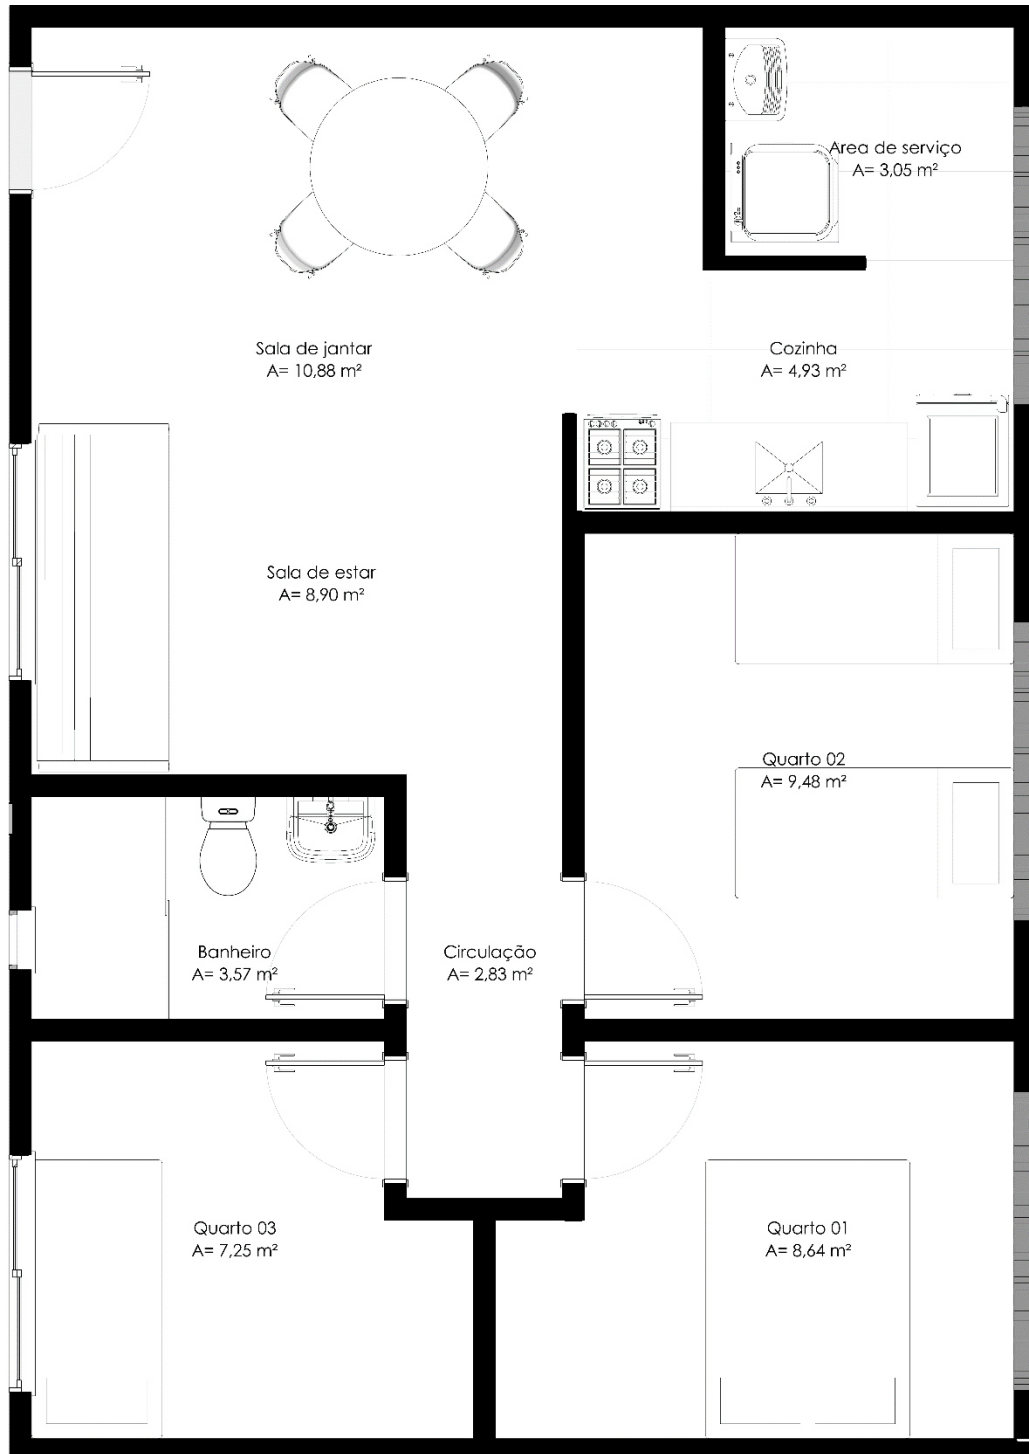 Area de serviço
A= 3,05 m²
Sala de jantar
A= 10,88 m²
Cozinha
A= 4,93 m²
Sala de estar
A= 8,90 m²
Quarto 02
A= 9,48 m²
Banheiro
A= 3,57 m²
Circulação
A= 2,83 m²
Quarto 03
A= 7,25 m²
Quarto 01
A= 8,64 m²